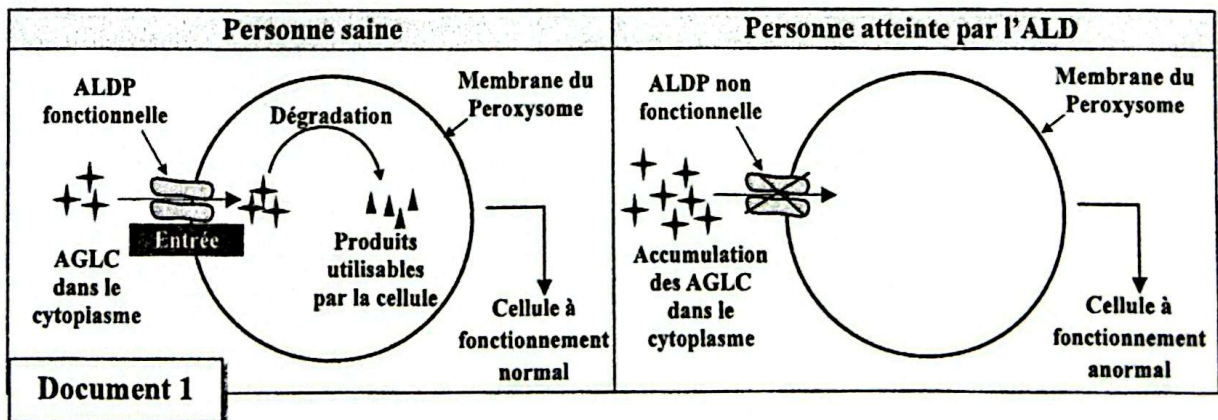 Personne saine
ALDP
fonctionnelle
Dégradation
Membrane du
Peroxysome
Entrée
AGLC
dans le
cytoplasme
Produits
utilisables
par la cellule
Cellule à
fonctionnement
normal
Personne atteinte par l'ALD
ALDP non
fonctionnelle
Membrane du
Peroxysome
Accumulation
des AGLC
dans le
cytoplasme
Cellule à
fonctionnement
anormal
Document 1